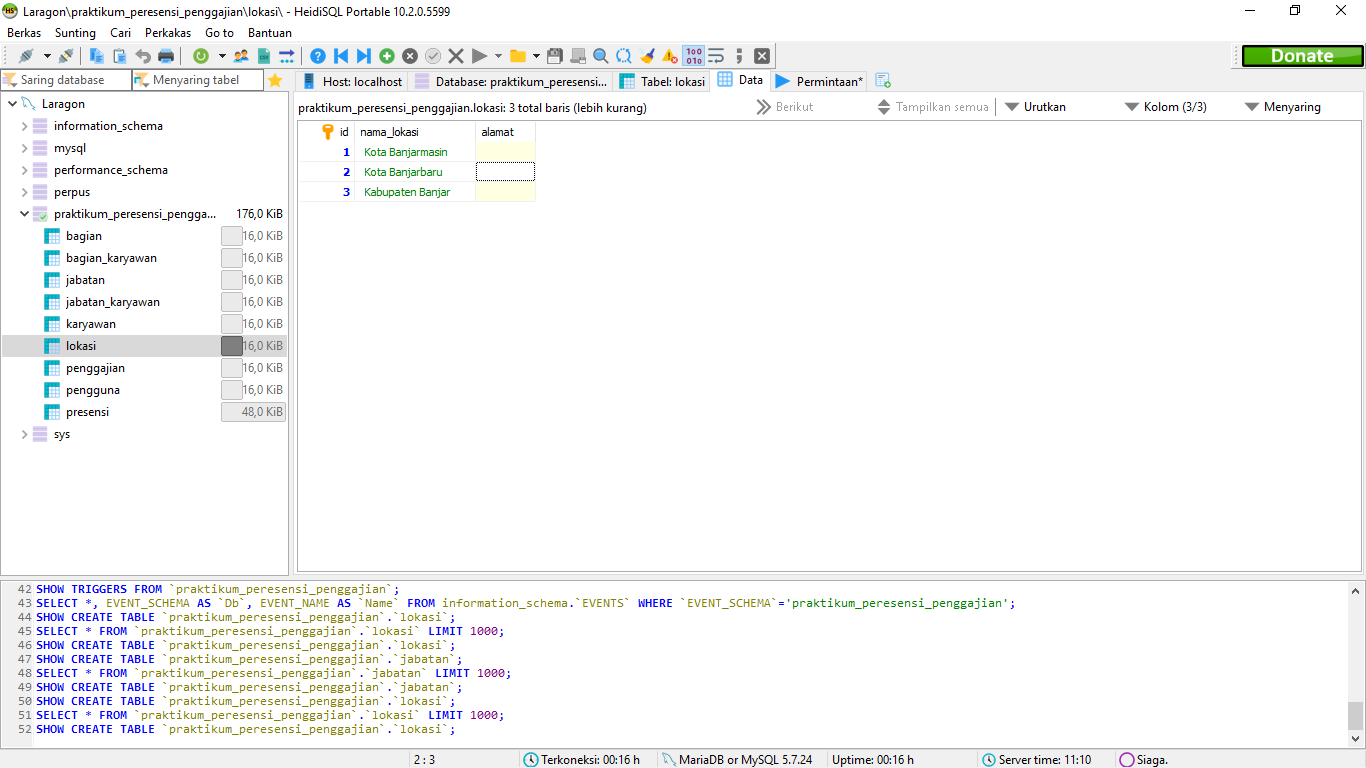 Laragon\praktikum_peresensi_penggajian\lokasi\ - HeidiSQL Portable 10.2.0.5599
Berkas Sunting Cari Perkakas Go to Bantuan
Donate
Saring database Menyaring tabel
Host: localhost Database: praktikum_peresensi... Tabel: lokasi Data Permintaan*
Laragon
information_schema
mysql
performance_schema
perpus
praktikum_peresensi_pengga... 176,0 KiB
bagian 16,0 KiB
bagian_karyawan 16,0 KiB
jabatan 16,0 KiB
jabatan_karyawan 16,0 KiB
karyawan 16,0 KiB
lokasi 16,0 KiB
penggajian 16,0 KiB
pengguna 16,0 KiB
presensi 48,0 KiB
sys
praktikum_peresensi_penggajian.lokasi: 3 total baris (lebih kurang) Berikut Tampilkan semua Urutkan Kolom (3/3) Menyaring
id nama_lokasi alamat
1 Kota Banjarmasin
2 Kota Banjarbaru
3 Kabupaten Banjar
42 SHOW TRIGGERS FROM `praktikum_peresensi_penggajian`;
43 SELECT *, EVENT_SCHEMA AS `Db`, EVENT_NAME AS `Name` FROM information_schema.`EVENTS` WHERE `EVENT_SCHEMA`='praktikum_peresensi_penggajian';
44 SHOW CREATE TABLE `praktikum_peresensi_penggajian`.`lokasi`;
45 SELECT * FROM `praktikum_peresensi_penggajian`.`lokasi` LIMIT 1000;
46 SHOW CREATE TABLE `praktikum_peresensi_penggajian`.`lokasi`;
47 SHOW CREATE TABLE `praktikum_peresensi_penggajian`.`jabatan`;
48 SELECT * FROM `praktikum_peresensi_penggajian`.`jabatan` LIMIT 1000;
49 SHOW CREATE TABLE `praktikum_peresensi_penggajian`.`jabatan`;
50 SHOW CREATE TABLE `praktikum_peresensi_penggajian`.`lokasi`;
51 SELECT * FROM `praktikum_peresensi_penggajian`.`lokasi` LIMIT 1000;
52 SHOW CREATE TABLE `praktikum_peresensi_penggajian`.`lokasi`;
2 : 3 Terkoneksi: 00:16 h MariaDB or MySQL 5.7.24 Uptime: 00:16 h Server time: 11:10 Siaga.